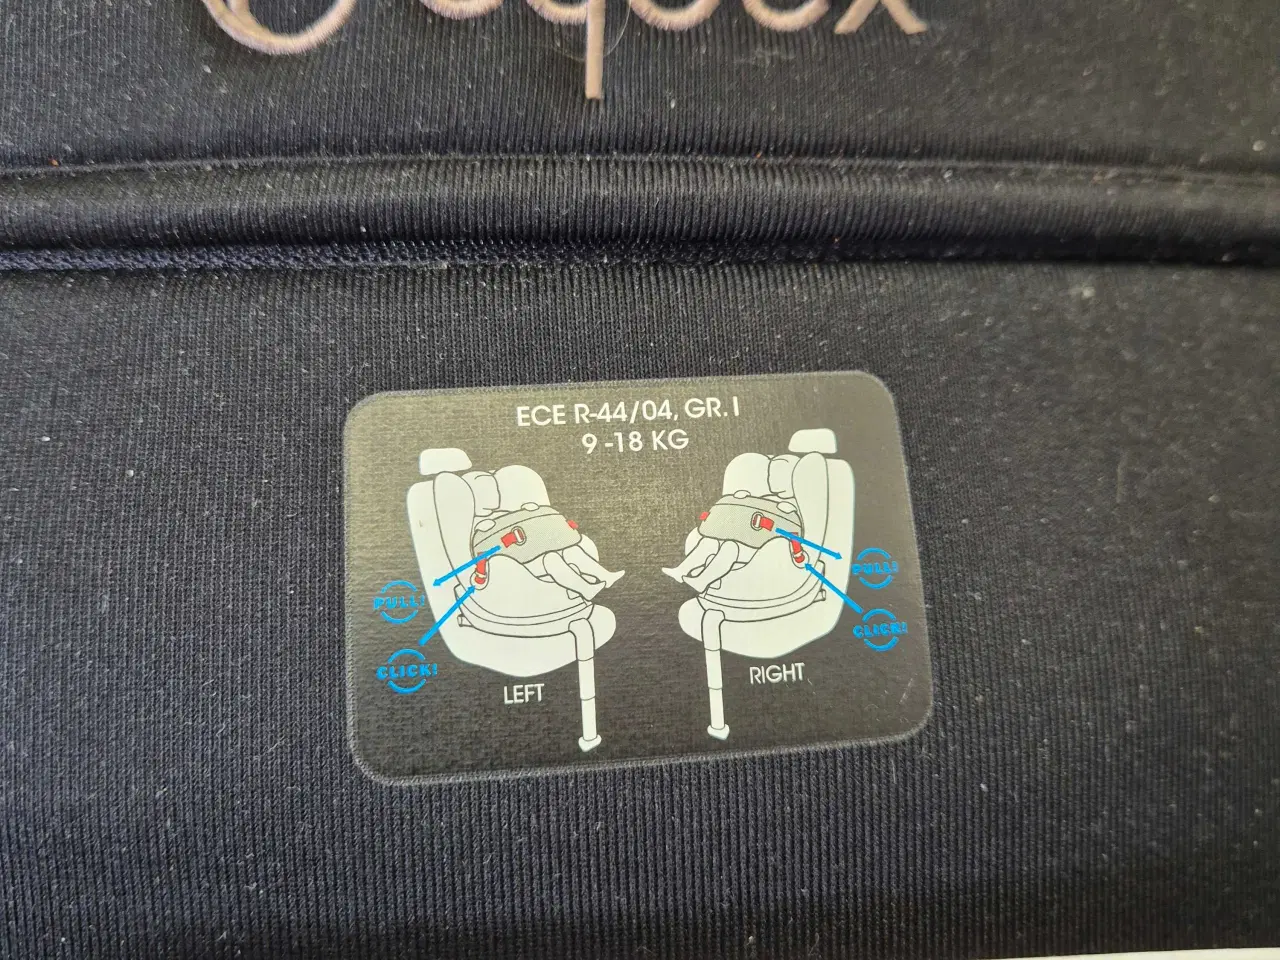 ECE R-44/04, GR. I
9 -18 KG
PULL!
CLICK!
LEFT
PULL!
CLICK!
RIGHT